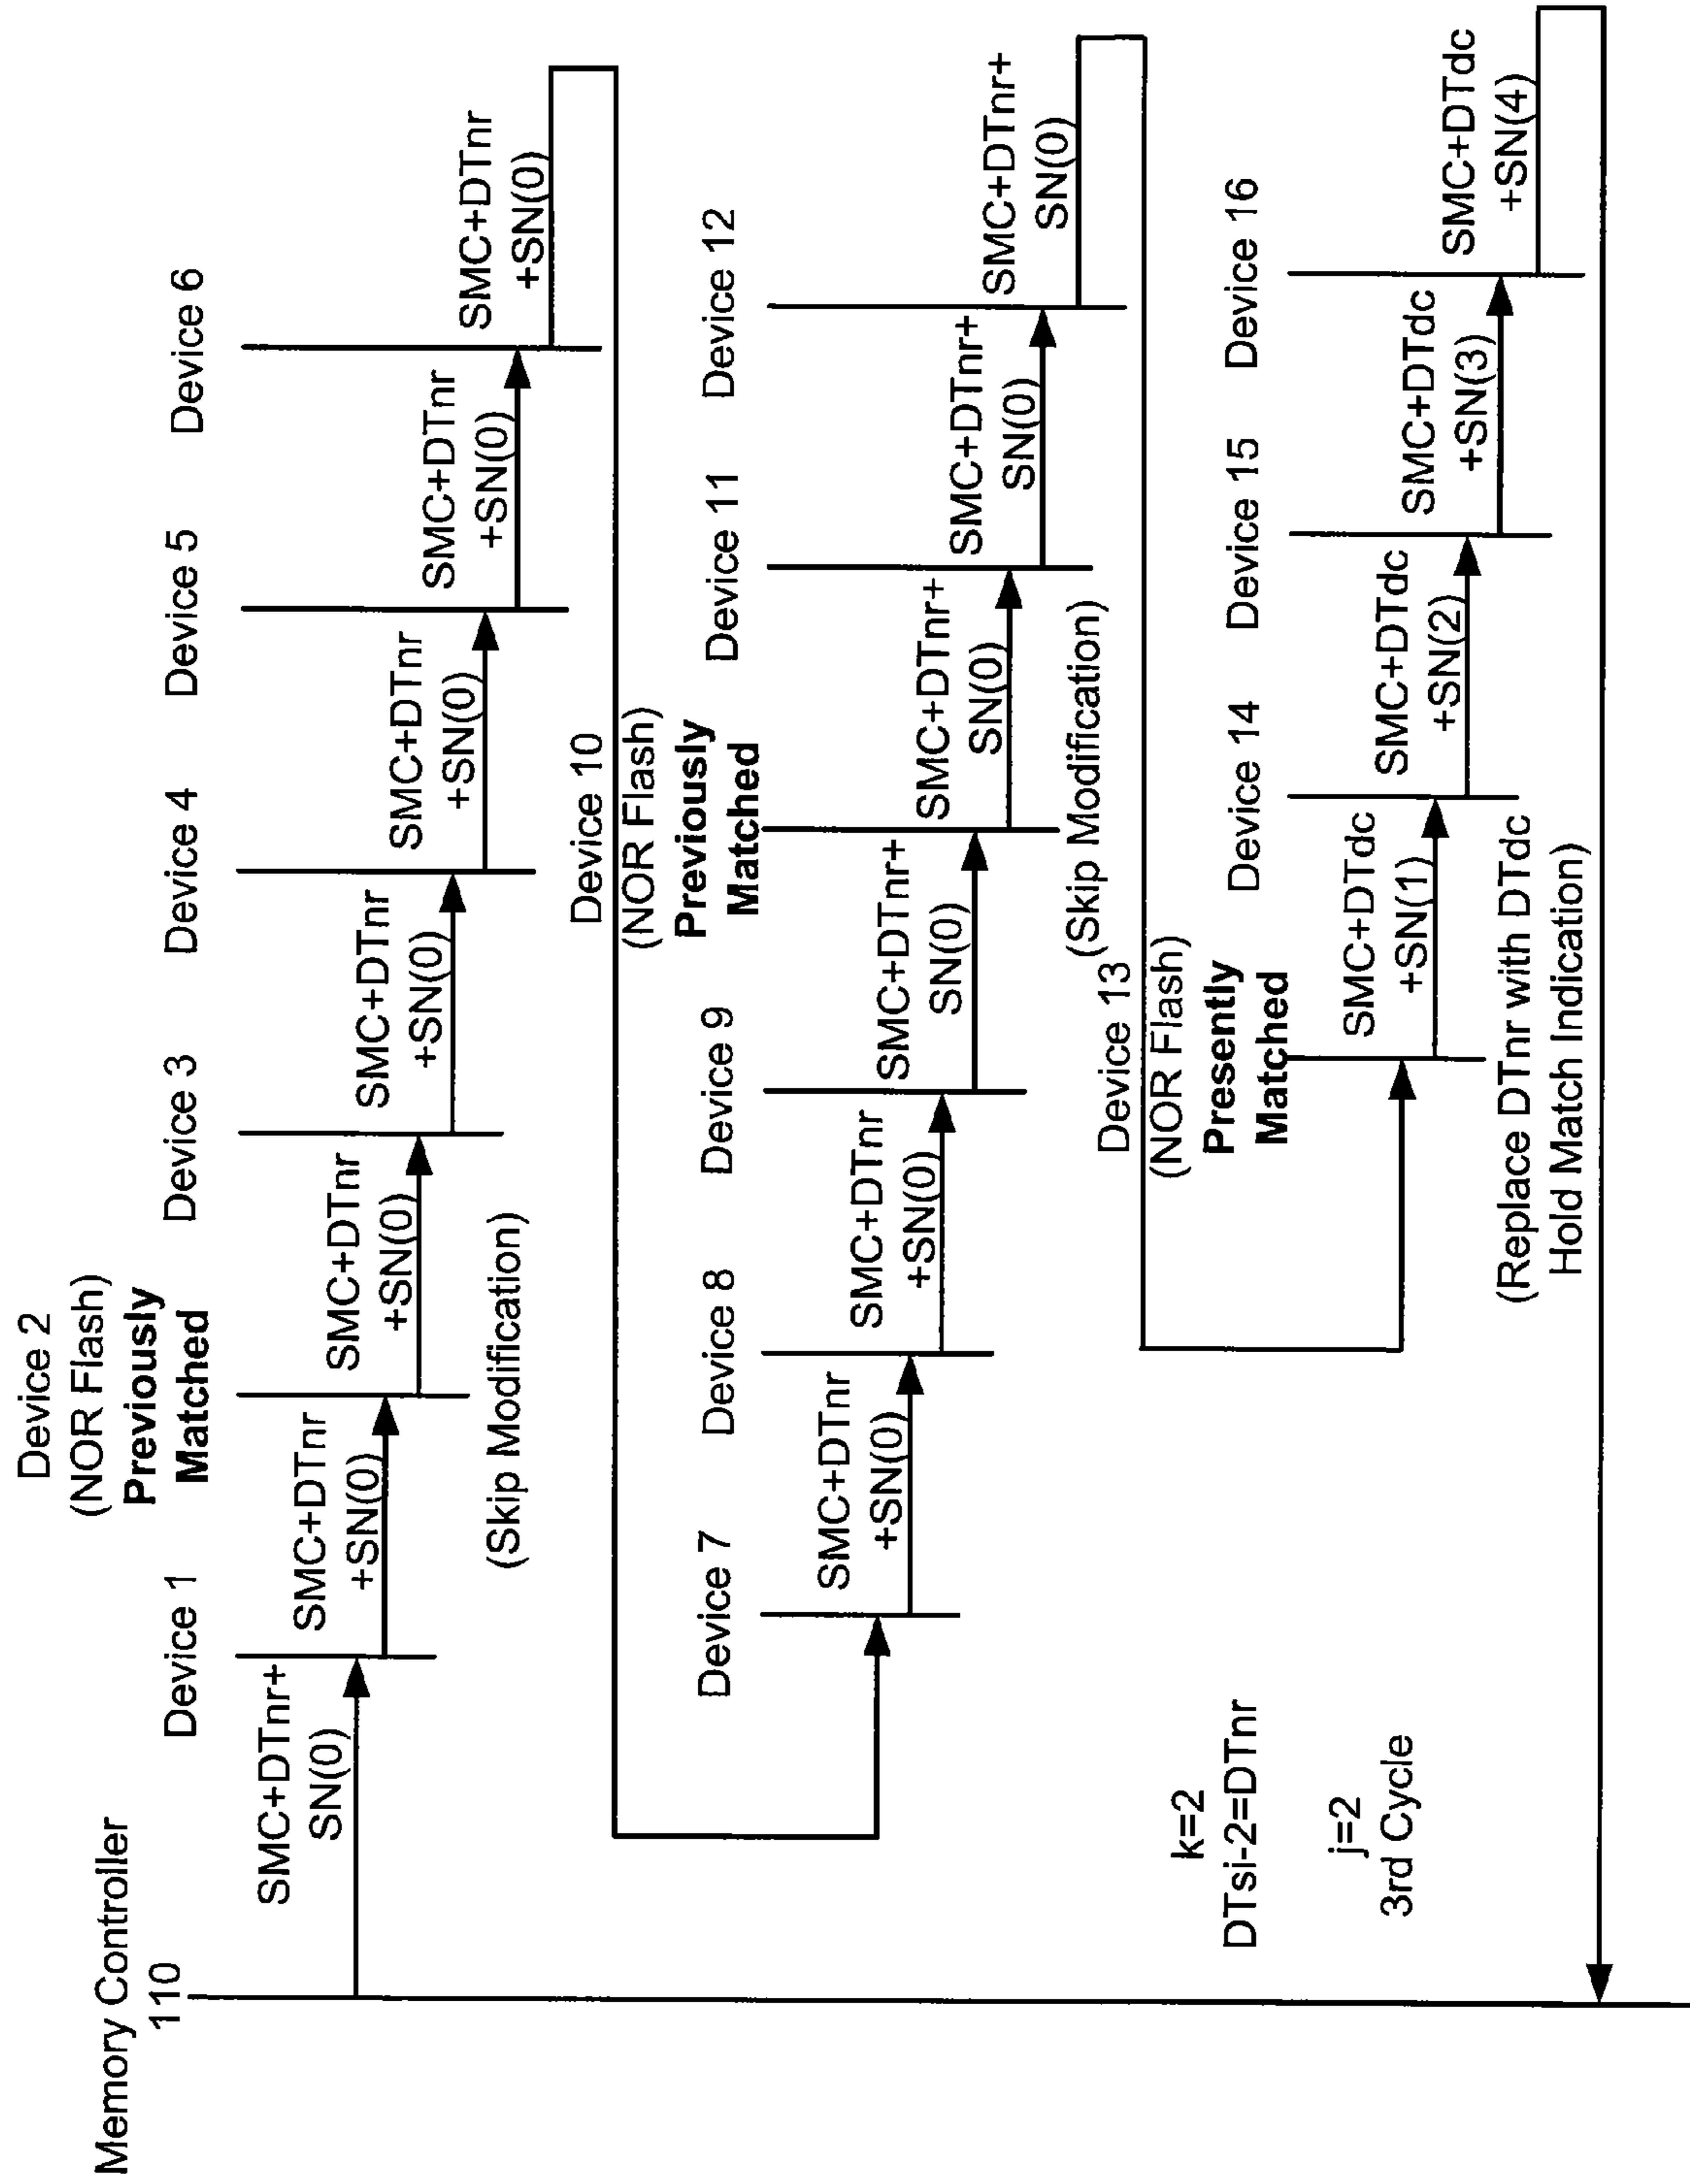 Memory Controller
110
Device 1
Device 2
(NOR Flash)
Previously
Matched
Device 3
Device 4
Device 5
Device 6
SMC+DTnr+
SN(0)
SMC+DTnr
+SN(0)
SMC+DTnr
+SN(0)
SMC+DTnr
+SN(0)
SMC+DTnr
+SN(0)
SMC+DTnr
+SN(0)
SMC+DTnr
+SN(0)
(Skip Modification)
Device 7
Device 8
Device 9
Device 10
(NOR Flash)
Previously
Matched
Device 11
Device 12
SMC+DTnr
+SN(0)
SMC+DTnr
+SN(0)
SMC+DTnr+
SN(0)
SMC+DTnr+
SN(0)
SMC+DTnr+
SN(0)
SMC+DTnr+
SN(0)
(Skip Modification)
k=2
DTsi-2=DTnr
j=2
3rd Cycle
Device 13
(NOR Flash)
Presently
Matched
Device 14
Device 15
Device 16
SMC+DTdc
+SN(1)
SMC+DTdc
+SN(2)
SMC+DTdc
+SN(3)
SMC+DTdc
+SN(4)
(Replace DTnr with DTdc
Hold Match Indication)